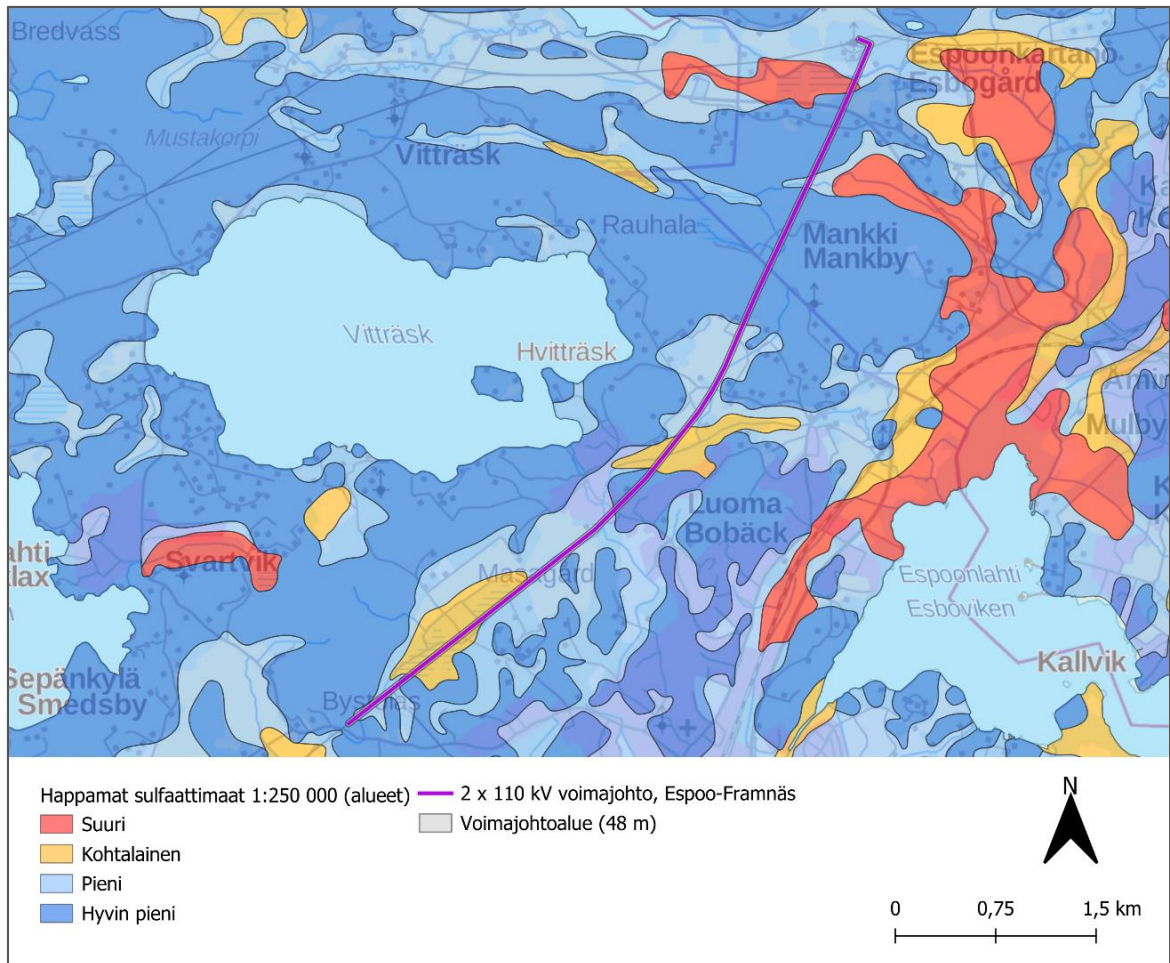 Bredvass
Espoonkartano
Esbogård
Mustakorpi
Vitträsk
Rauhala
Mankki
Mankby
Vitträsk
Hvitträsk
Mulby
Luoma
Bobäck
Svartvik
Masagård
Espoonlahti
Esboviken
Kallvik
Sepänkylä
Smedsby
Happamat sulfaattimaat 1:250 000 (alueet)
Suuri
Kohtalainen
Pieni
Hyvin pieni
2 x 110 kV voimajohto, Espoo-Framnäs
Voimajohtoalue (48 m)
N
0 0,75 1,5 km